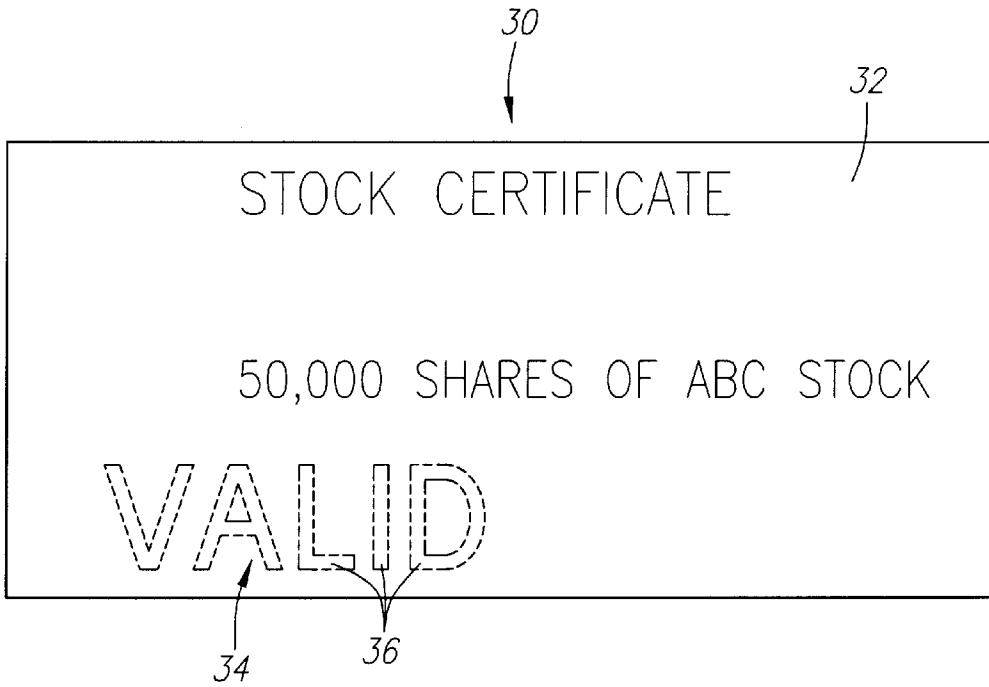 30
32
STOCK CERTIFICATE
50,000 SHARES OF ABC STOCK
VALID
34
36